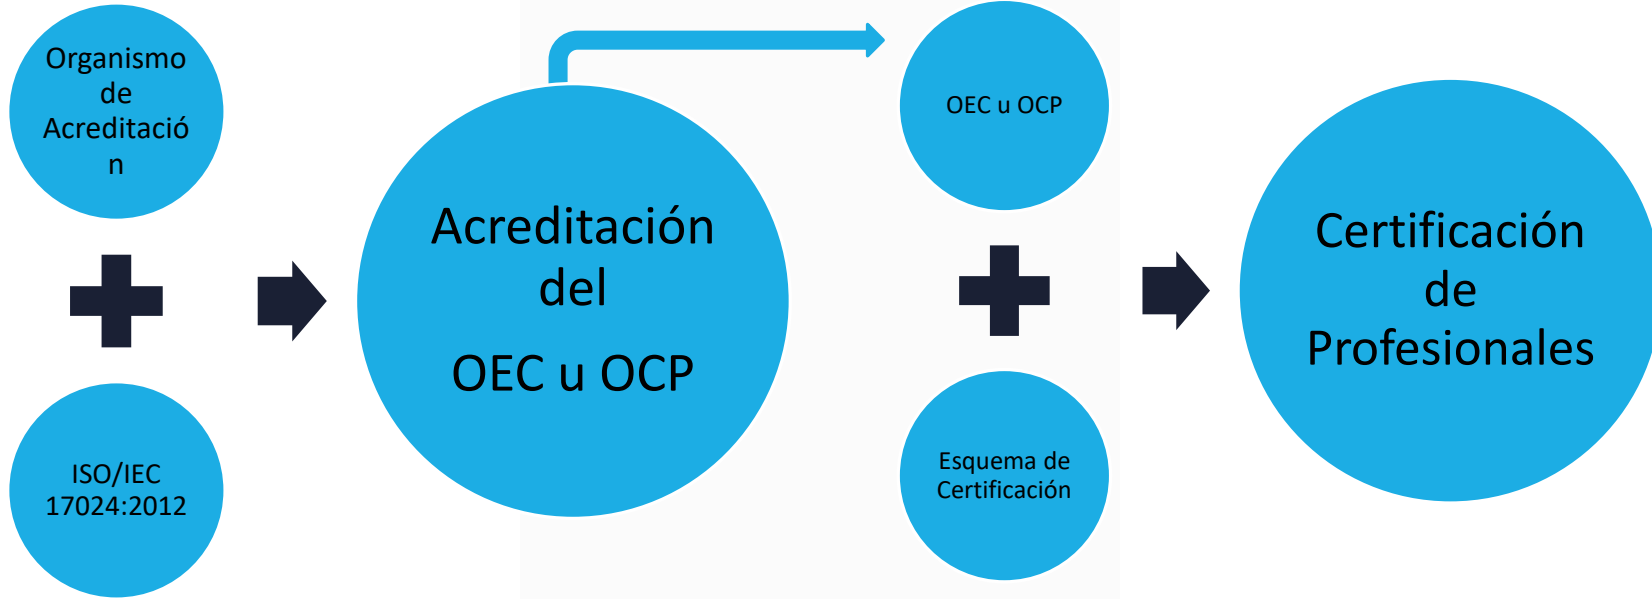 Organismo
de
Acreditació
n
ISO/IEC
17024:2012
Acreditación
del
OEC u OCP
OEC u OCP
Esquema de
Certificación
Certificación
de
Profesionales